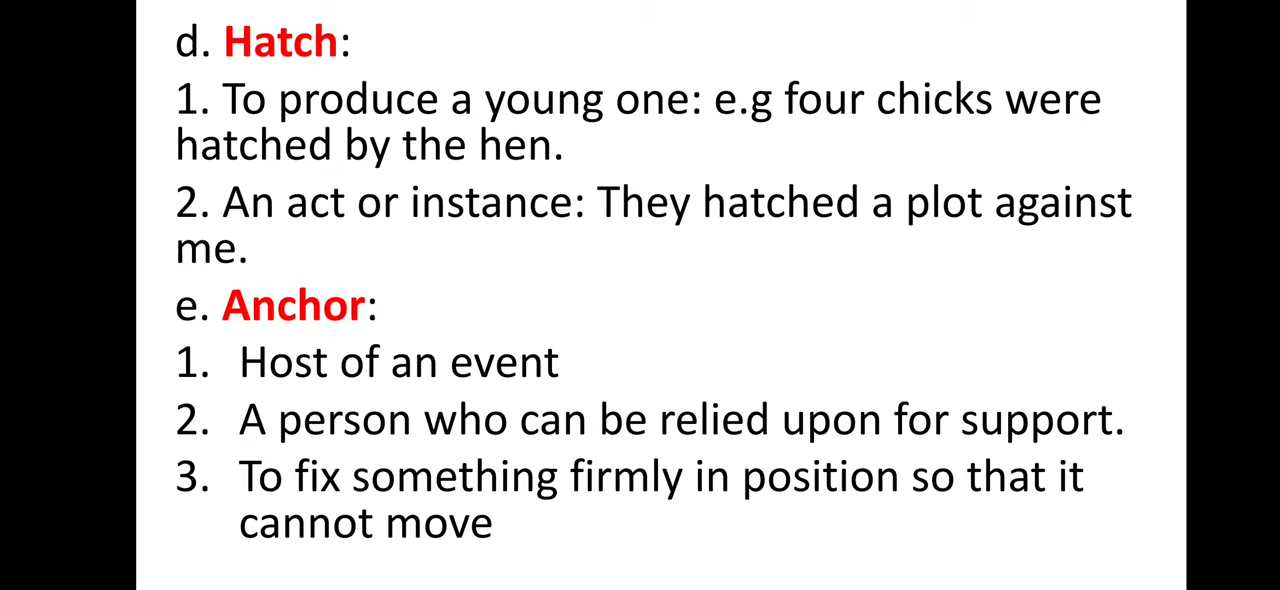 d. Hatch:
1. To produce a young one: e.g four chicks were
hatched by the hen.
2. An act or instance: They hatched a plot against
me.
e. Anchor:
1. Host of an event
2. A person who can be relied upon for support.
3. To fix something firmly in position so that it
cannot move